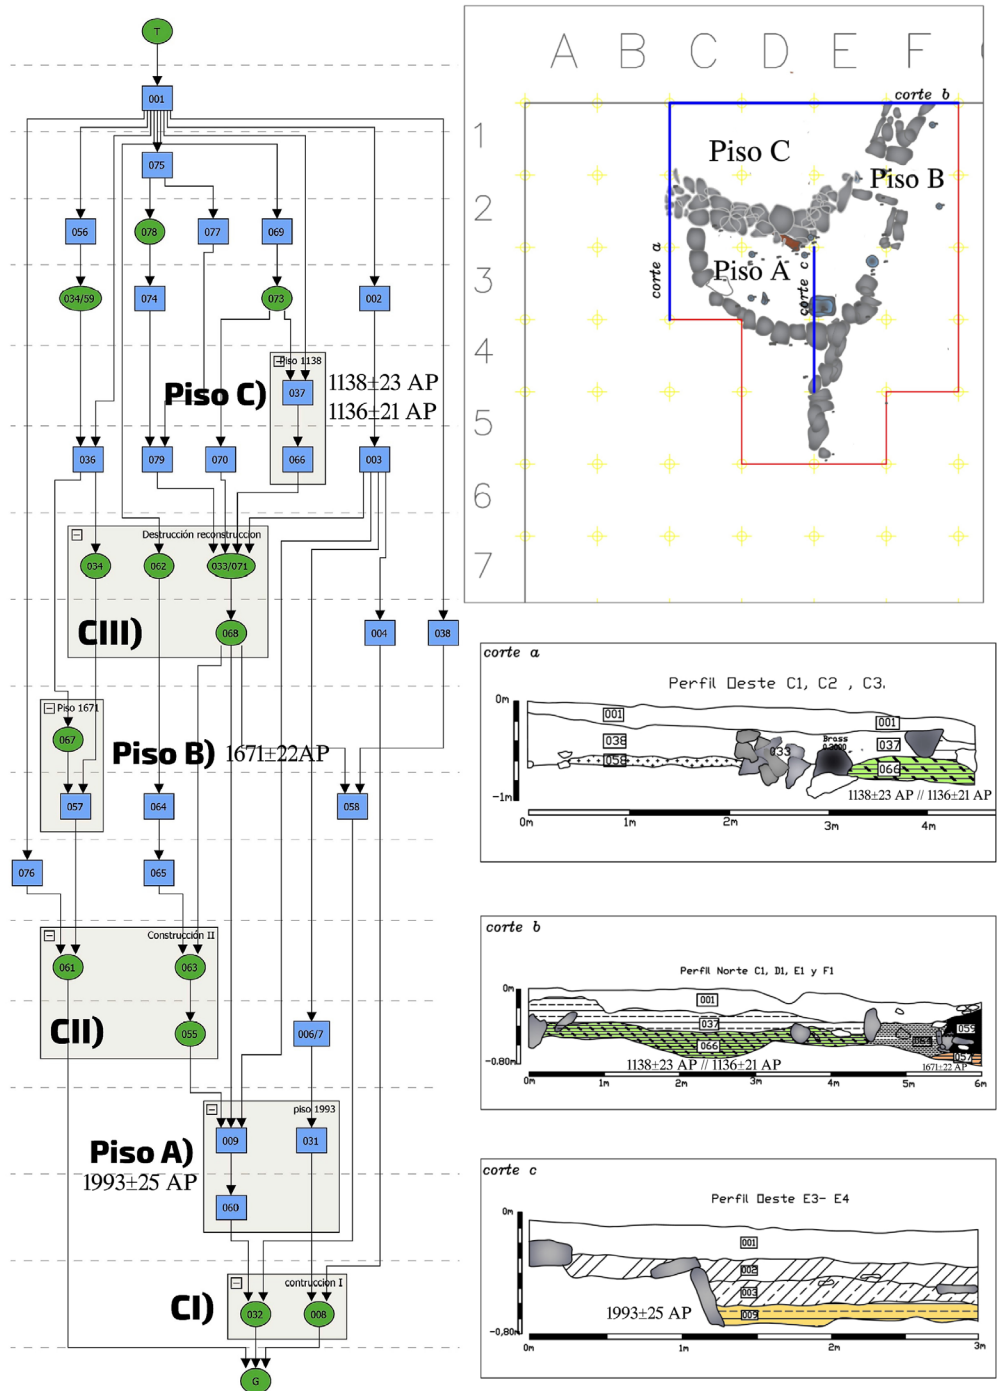 T
001
075
056
078
077
069
034/59
074
073
002
Piso 1138
Piso C)
037
1138±23 AP
1136±21 AP
036
079
070
066
003
Destrucción reconstruccion
034
062
033/071
CIII)
068
004
038
Piso 1671
067
Piso B)
1671±22AP
057
064
058
076
065
Construcción II
061
063
CII)
055
006/7
piso 1993
Piso A)
009
031
1993±25 AP
060
contruccion I
CI)
032
008
G
A B C D E F
corte b
1
Piso C
Piso B
2
corte a
3
Piso A
corte c
4
5
6
7
corte a
Perfil Oeste C1, C2 , C3.
0m
001
001
038
Brass
0.3000
033
037
058
066
-1m
1138±23 AP // 1136±21 AP
0m 1m 2m 3m 4m
corte b
Perfil Norte C1, D1, E1 y F1
0m
001
037
059
066
057
-0.80m
1138±23 AP // 1136±21 AP
1671±22 AP
0m 1m 2m 3m 4m 5m 6m
corte c
Perfil Oeste E3- E4
0m
001
002
003
1993±25 AP
009
-0,80m
0m 1m 2m 3m